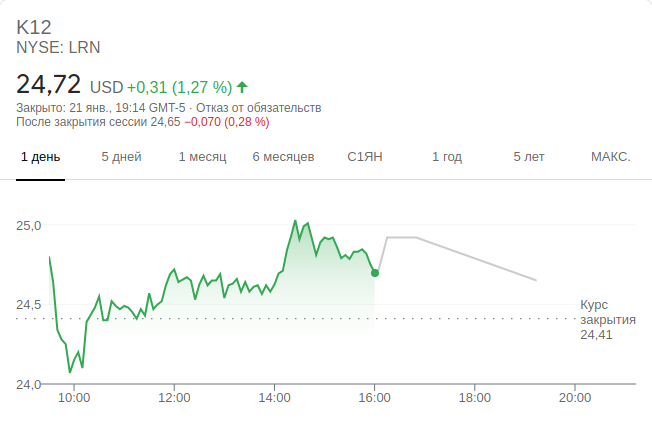 K12
NYSE: LRN
24,72 USD +0,31 (1,27 %)
Закрыто: 21 янв., 19:14 GMT-5 · Отказ от обязательств
После закрытия сессии 24,65 −0,070 (0,28 %)
1 день 5 дней 1 месяц 6 месяцев С1ЯН 1 год 5 лет МАКС.
25,0
24,5
Курс
закрытия
24,41
24,0
10:00 12:00 14:00 16:00 18:00 20:00